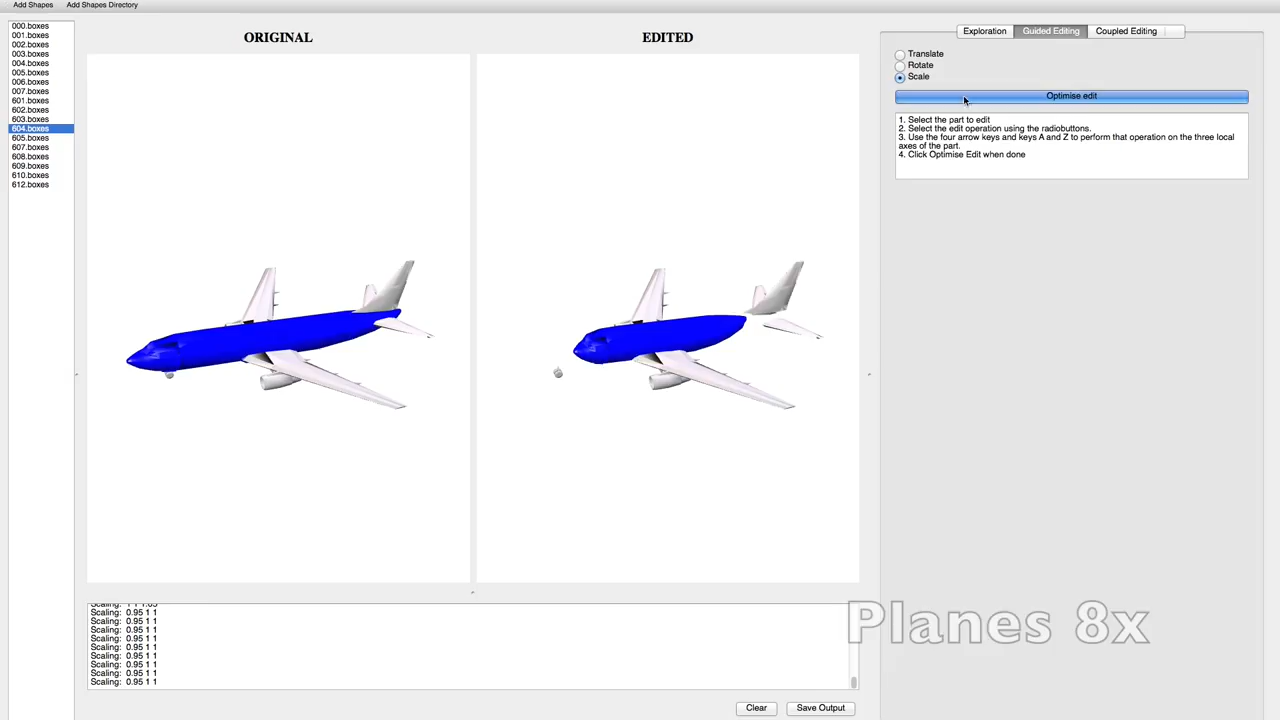 Add Shapes Add Shapes Directory
000.boxes
001.boxes
002.boxes
003.boxes
004.boxes
005.boxes
006.boxes
007.boxes
601.boxes
602.boxes
603.boxes
604.boxes
605.boxes
607.boxes
608.boxes
609.boxes
610.boxes
612.boxes
ORIGINAL
EDITED
Exploration Guided Editing Coupled Editing
Translate
Rotate
Scale
Optimise edit
1. Select the part to edit
2. Select the edit operation using the radiobuttons.
3. Use the four arrow keys and keys A and Z to perform that operation on the three local
axes of the part.
4. Click Optimise Edit when done
Scaling: 1 1 1.05
Scaling: 0.95 1 1
Scaling: 0.95 1 1
Scaling: 0.95 1 1
Scaling: 0.95 1 1
Scaling: 0.95 1 1
Scaling: 0.95 1 1
Scaling: 0.95 1 1
Scaling: 0.95 1 1
Scaling: 0.95 1 1
Planes 8x
Clear Save Output